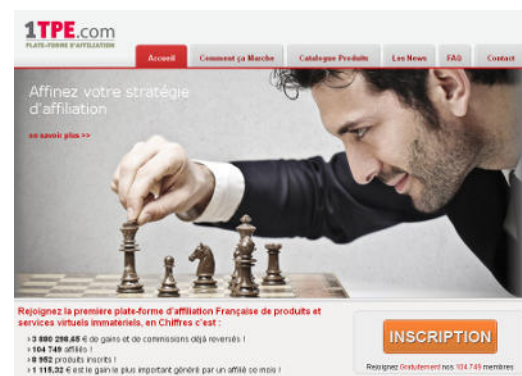 1TPE.com
PLATE-FORME D'AFFILIATION
Accueil Comment ça Marche Catalogue Produits Les News FAQ Contact
Affinez votre stratégie
d'affiliation
en savoir plus >>
Rejoignez la première plate-forme d'affiliation Française de produits et
services virtuels immatériels, en Chiffres c'est :
3 880 298,65 € de gains et de commissions déjà reversés !
104 749 affiliés !
8 952 produits inscrits !
1 115,32 € est le gain le plus important généré par un affilié ce mois !
INSCRIPTION
Rejoignez Gratuitement nos 104 749 membres